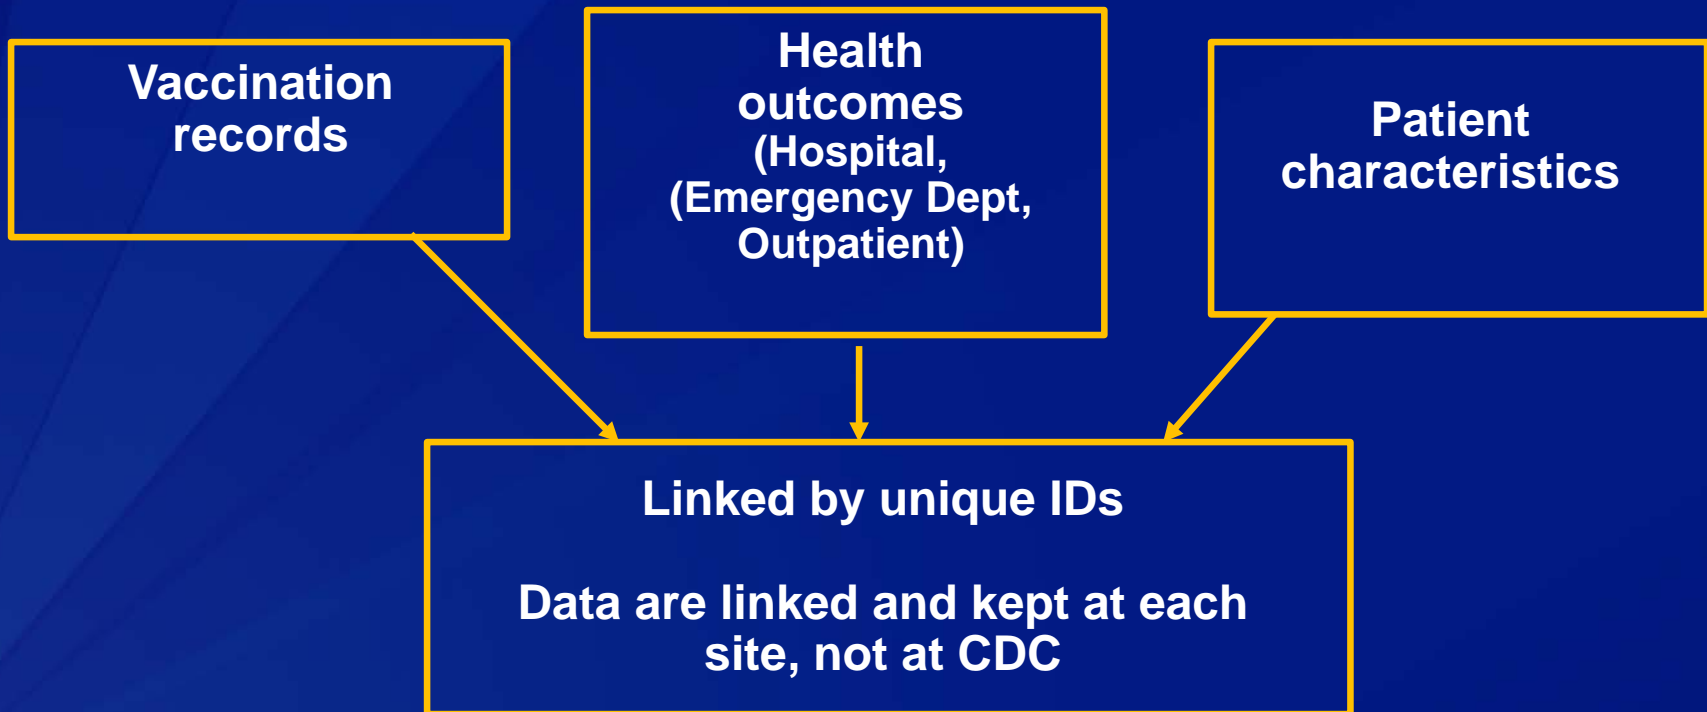 Vaccination
records
Health
outcomes
(Hospital,
(Emergency Dept,
Outpatient)
Patient
characteristics
Linked by unique IDs
Data are linked and kept at each
site, not at CDC